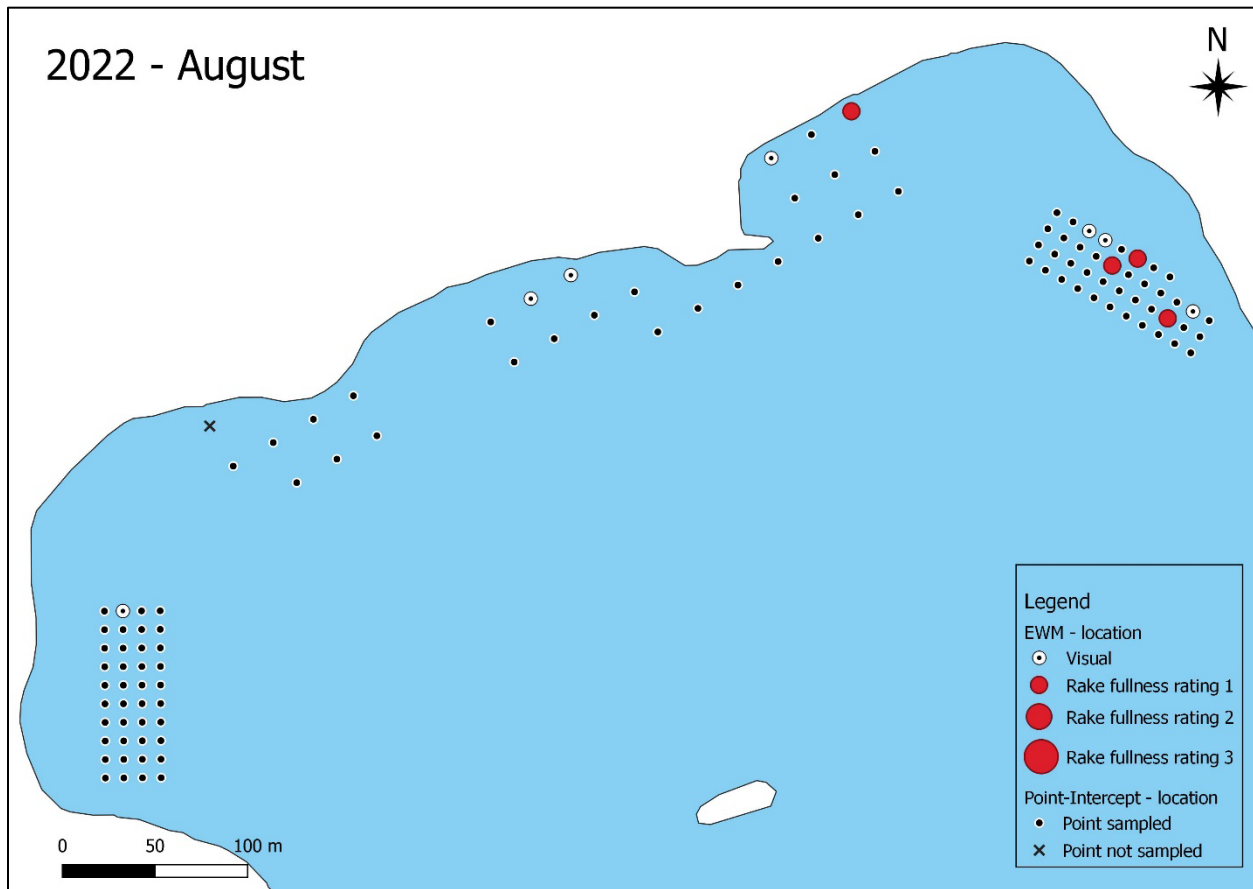 2022 - August
N
Legend
EWM - location
Visual
Rake fullness rating 1
Rake fullness rating 2
Rake fullness rating 3
Point-Intercept - location
Point sampled
Point not sampled
0 50 100 m